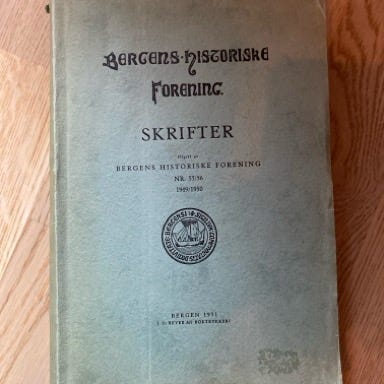 BERGENS·HISTORISKE
FORENING.
SKRIFTER
Utgitt av
BERGENS HISTORISKE FORENING
NR. 55/56
1949/1950
BERGEN 1951